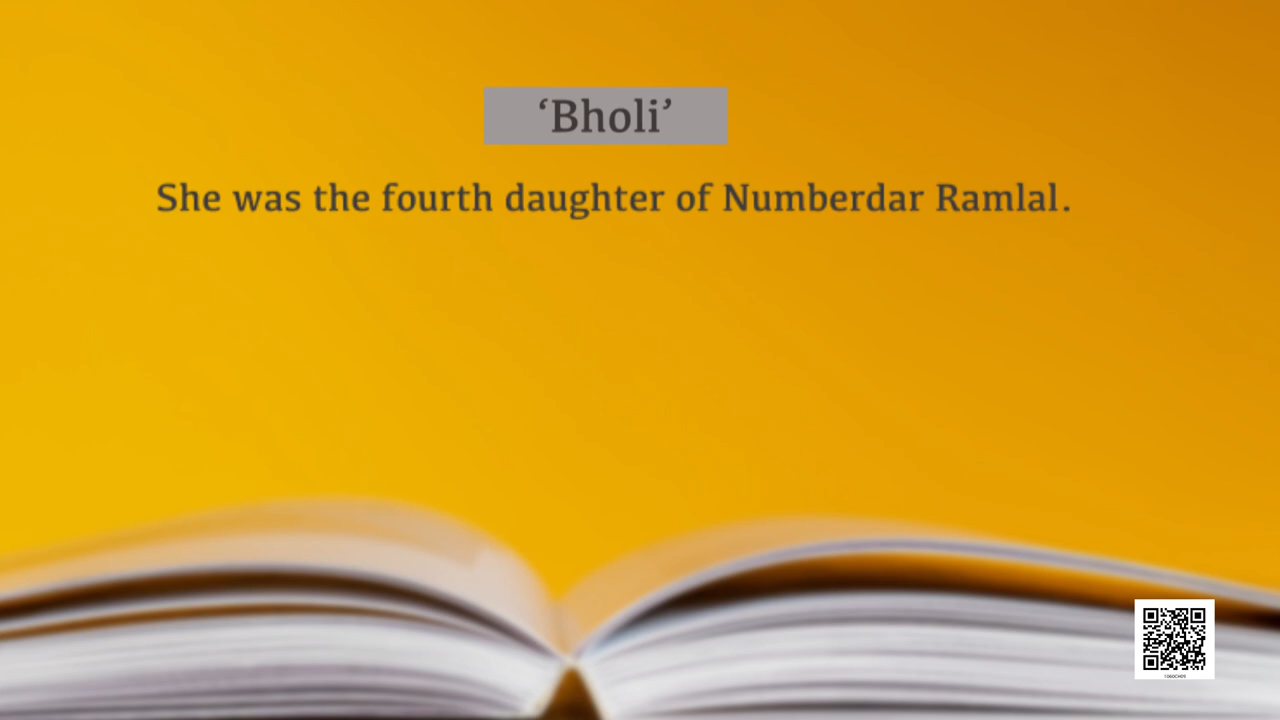 ‘Bholi’
She was the fourth daughter of Numberdar Ramlal.